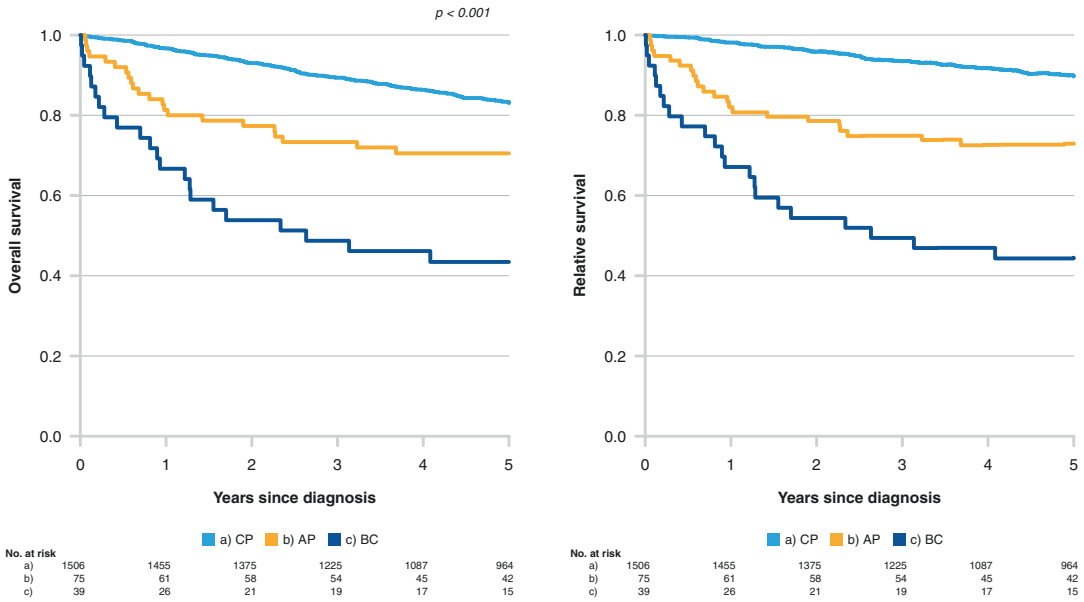 p < 0.001
1.0
0.8
0.6
0.4
0.2
0.0
Overall survival
0 1 2 3 4 5
Years since diagnosis
a) CP b) AP c) BC
No. at risk
a) 1506 1455 1375 1225 1087 964
b) 75 61 58 54 45 42
c) 39 26 21 19 17 15
1.0
0.8
0.6
0.4
0.2
0.0
Relative survival
0 1 2 3 4 5
Years since diagnosis
a) CP b) AP c) BC
No. at risk
a) 1506 1455 1375 1225 1087 964
b) 75 61 58 54 45 42
c) 39 26 21 19 17 15